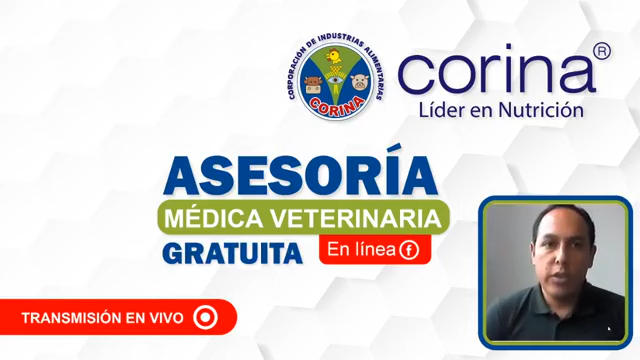 CORPORACIÓN DE INDUSTRIAS ALIMENTARIAS
CORINA
corina®
Líder en Nutrición
ASESORÍA
MÉDICA VETERINARIA
GRATUITA
En línea f
TRANSMISIÓN EN VIVO